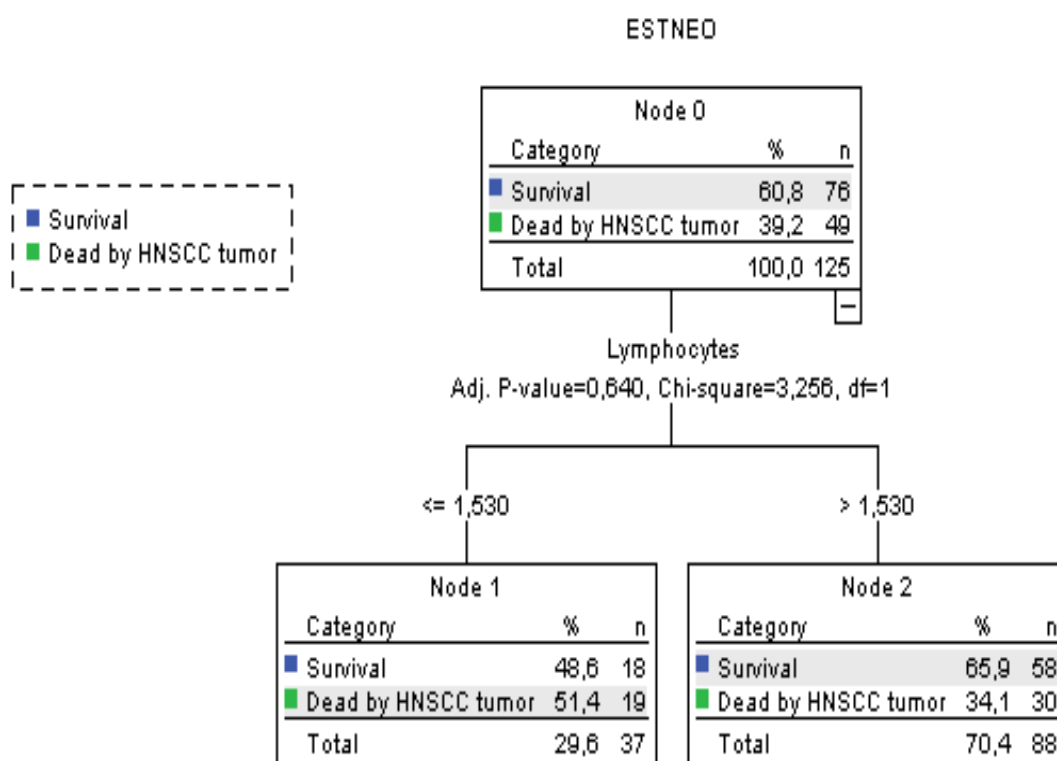 ESTNEO
Survival
Dead by HNSCC tumor
Node 0
Category % n
Survival 60,8 76
Dead by HNSCC tumor 39,2 49
Total 100,0 125
Lymphocytes
Adj. P-value=0,640, Chi-square=3,256, df=1
<= 1,530
> 1,530
Node 1
Category % n
Survival 48,6 18
Dead by HNSCC tumor 51,4 19
Total 29,6 37
Node 2
Category % n
Survival 65,9 58
Dead by HNSCC tumor 34,1 30
Total 70,4 88